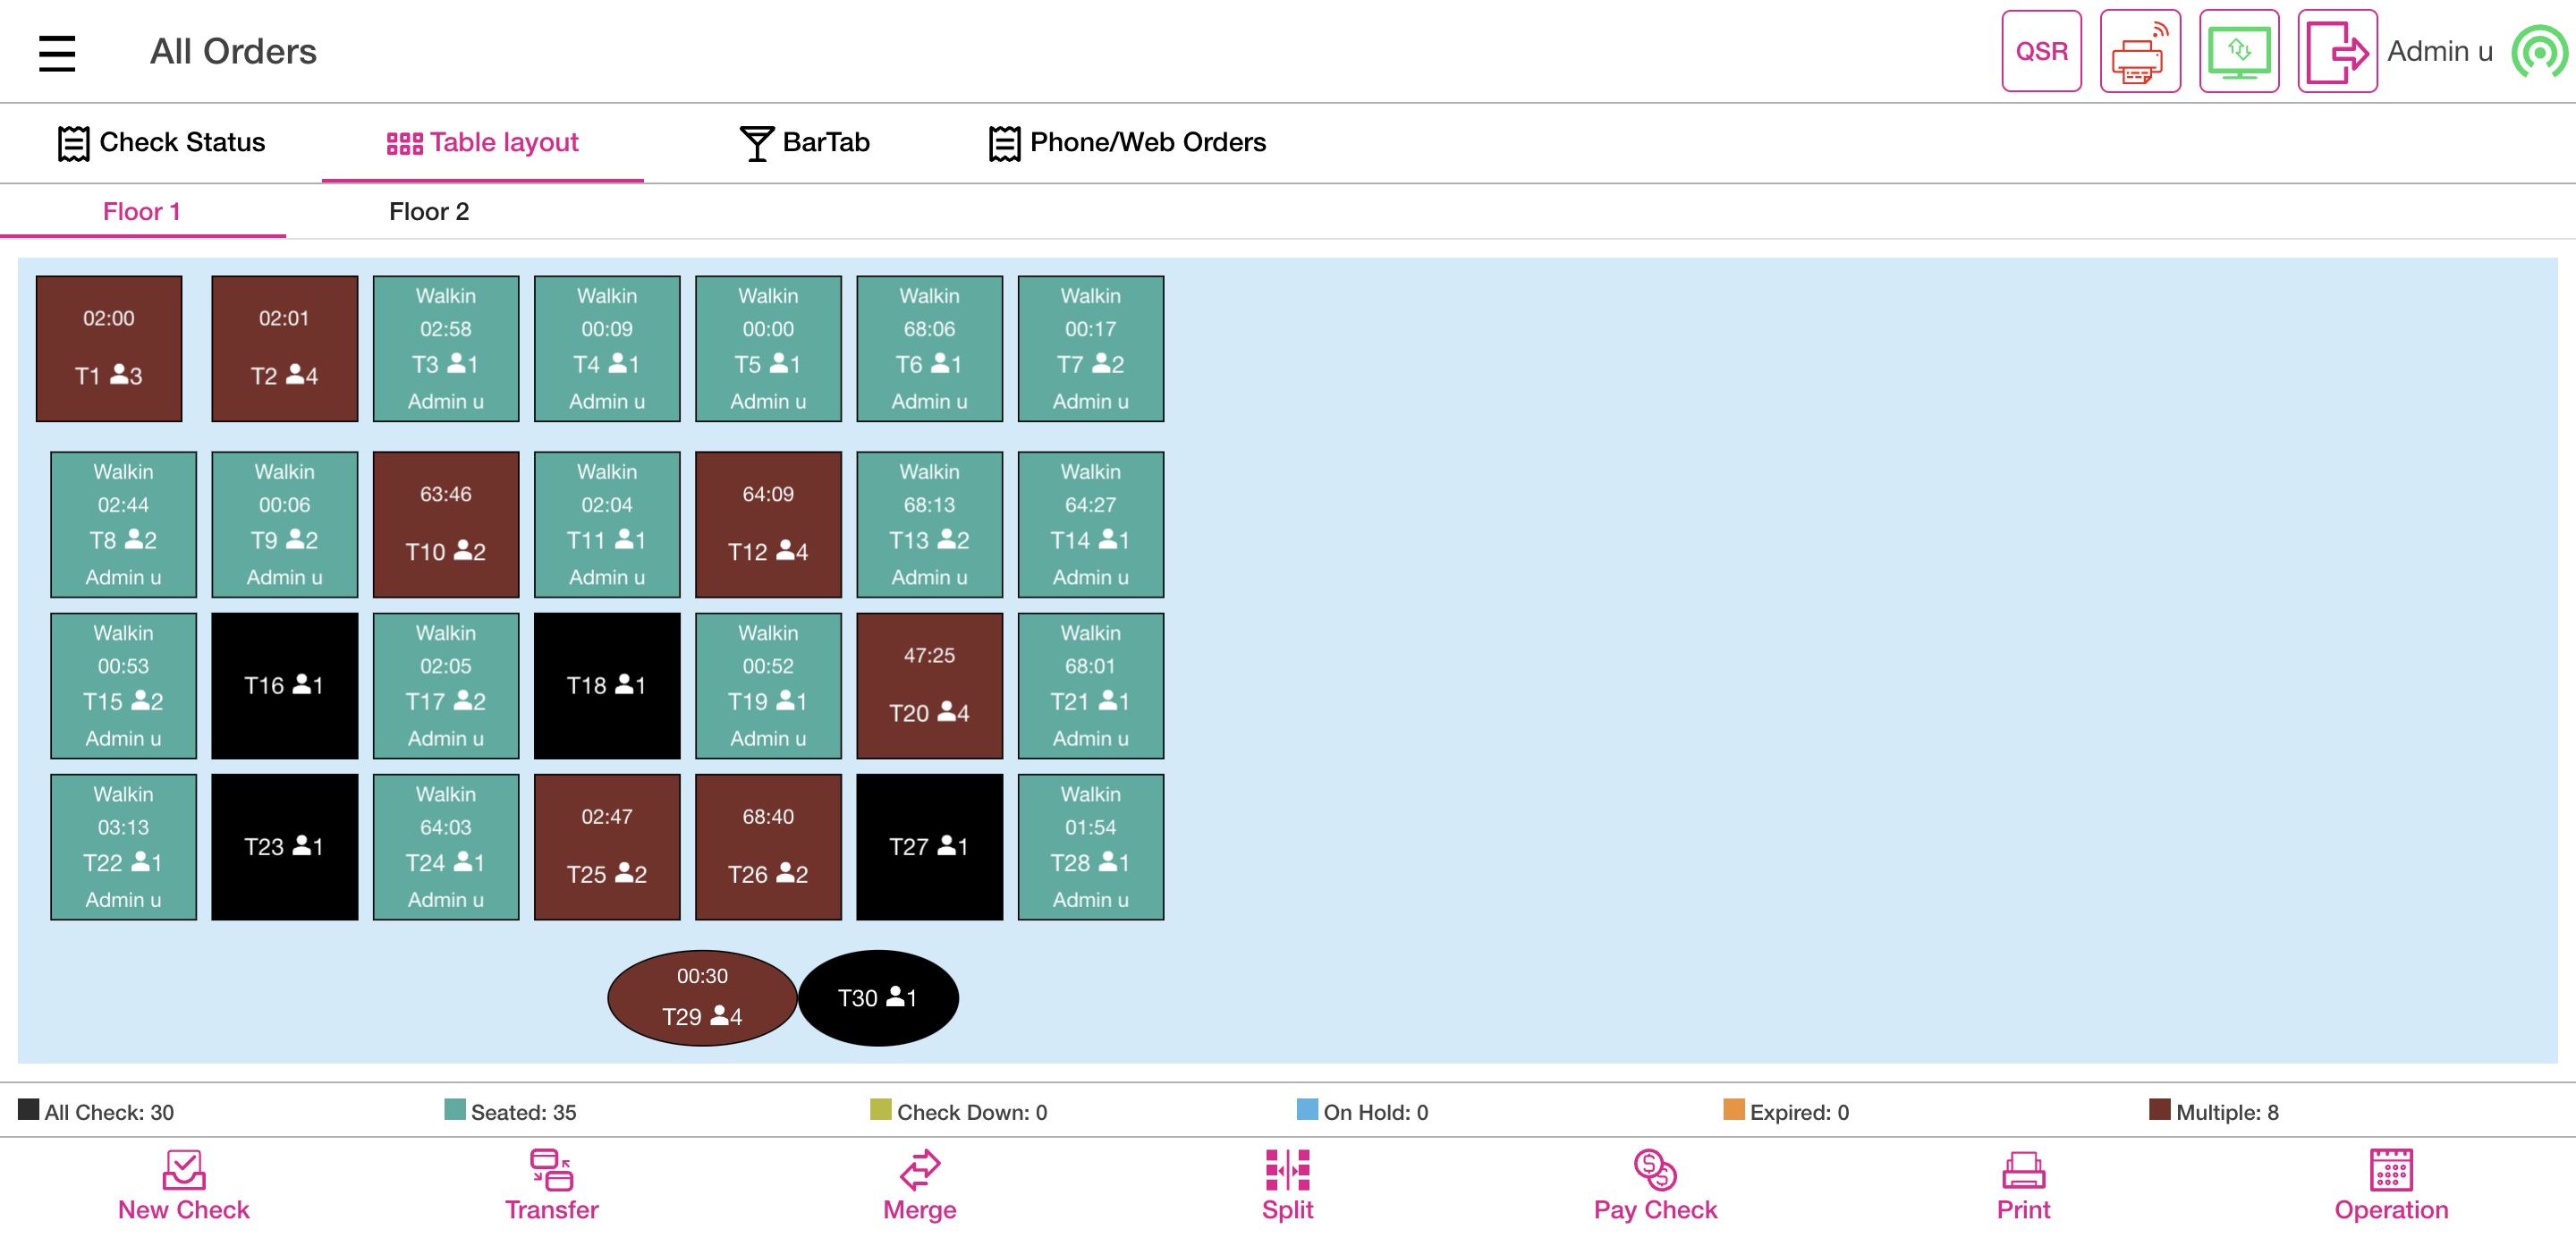 All Orders
QSR
Admin u
Check Status
Table layout
BarTab
Phone/Web Orders
Floor 1
Floor 2
02:00
T1 3
02:01
T2 4
Walkin
02:58
T3 1
Admin u
Walkin
00:09
T4 1
Admin u
Walkin
00:00
T5 1
Admin u
Walkin
68:06
T6 1
Admin u
Walkin
00:17
T7 2
Admin u
Walkin
02:44
T8 2
Admin u
Walkin
00:06
T9 2
Admin u
63:46
T10 2
Walkin
02:04
T11 1
Admin u
64:09
T12 4
Walkin
68:13
T13 2
Admin u
Walkin
64:27
T14 1
Admin u
Walkin
00:53
T15 2
Admin u
T16 1
Walkin
02:05
T17 2
Admin u
T18 1
Walkin
00:52
T19 1
Admin u
47:25
T20 4
Walkin
68:01
T21 1
Admin u
Walkin
03:13
T22 1
Admin u
T23 1
Walkin
64:03
T24 1
Admin u
02:47
T25 2
68:40
T26 2
T27 1
Walkin
01:54
T28 1
Admin u
00:30
T29 4
T30 1
All Check: 30
Seated: 35
Check Down: 0
On Hold: 0
Expired: 0
Multiple: 8
New Check
Transfer
Merge
Split
Pay Check
Print
Operation